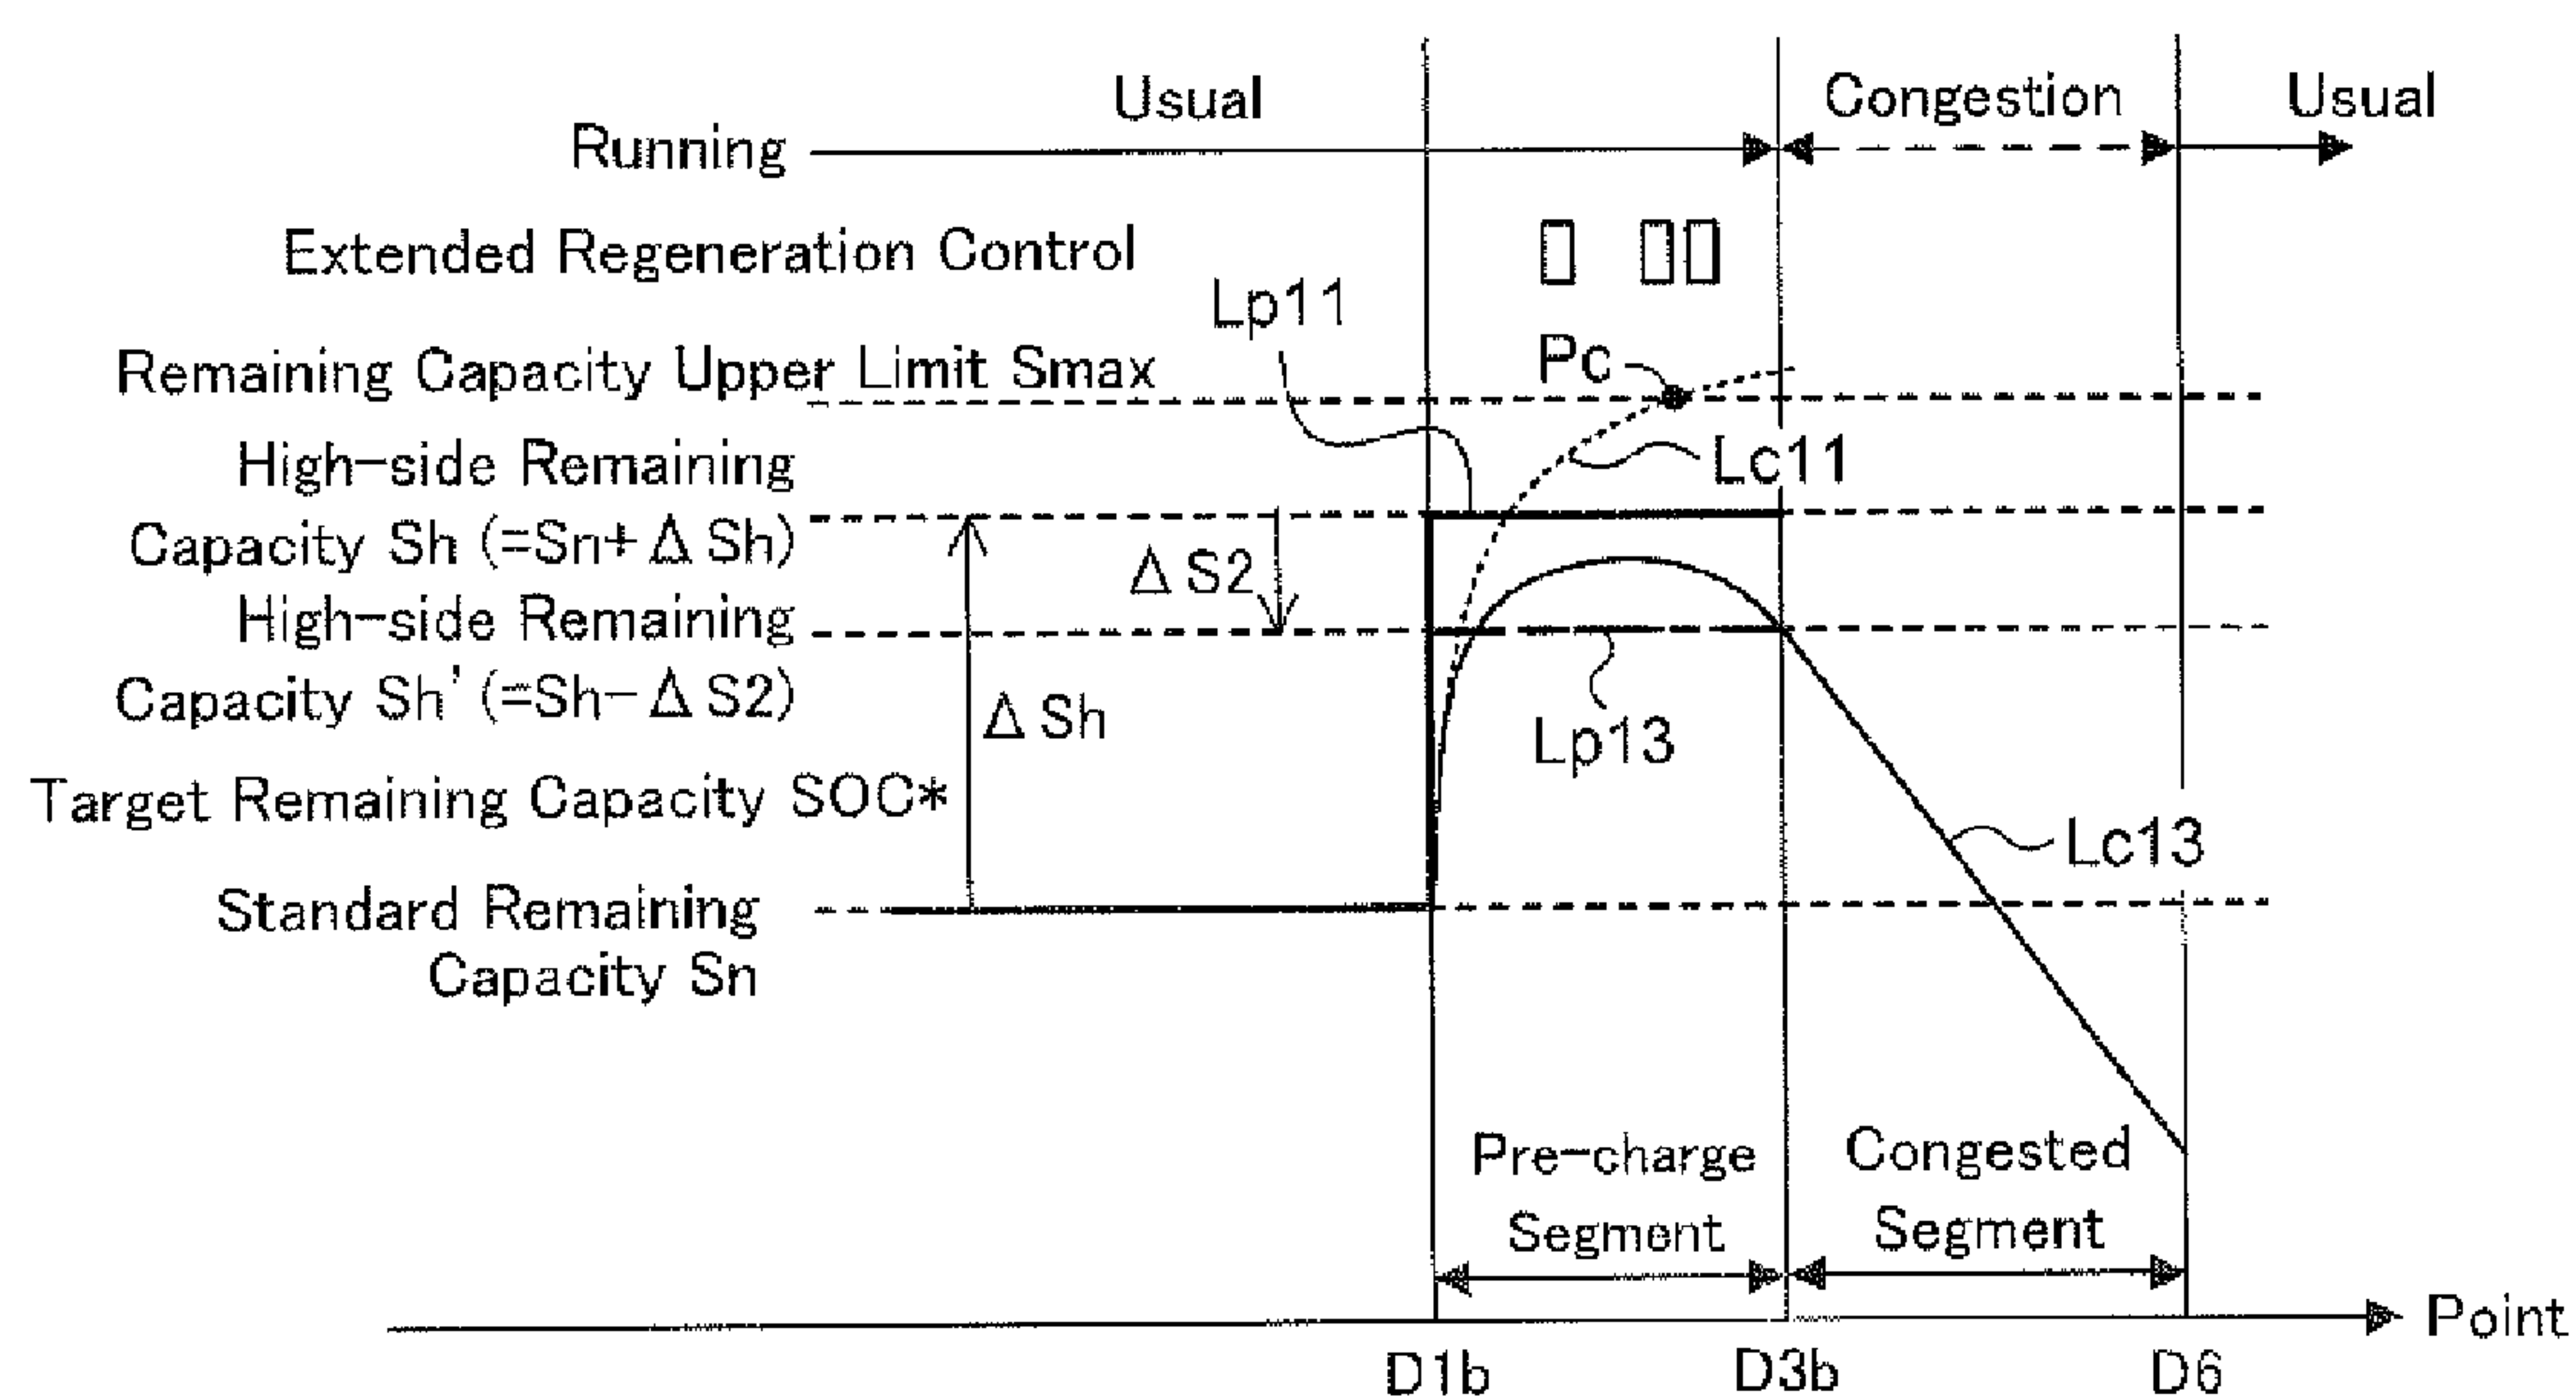 Usual
Congestion
Usual
Running
Extended Regeneration Control
Lp11
Remaining Capacity Upper Limit Smax
Pc
High-side Remaining
Capacity Sh (=Sn+ΔSh)
Lc11
ΔS2
High-side Remaining
Capacity Sh' (=Sh-ΔS2)
ΔSh
Lp13
Target Remaining Capacity SOC*
Lc13
Standard Remaining
Capacity Sn
Pre-charge
Segment
Congested
Segment
Point
D1b
D3b
D6